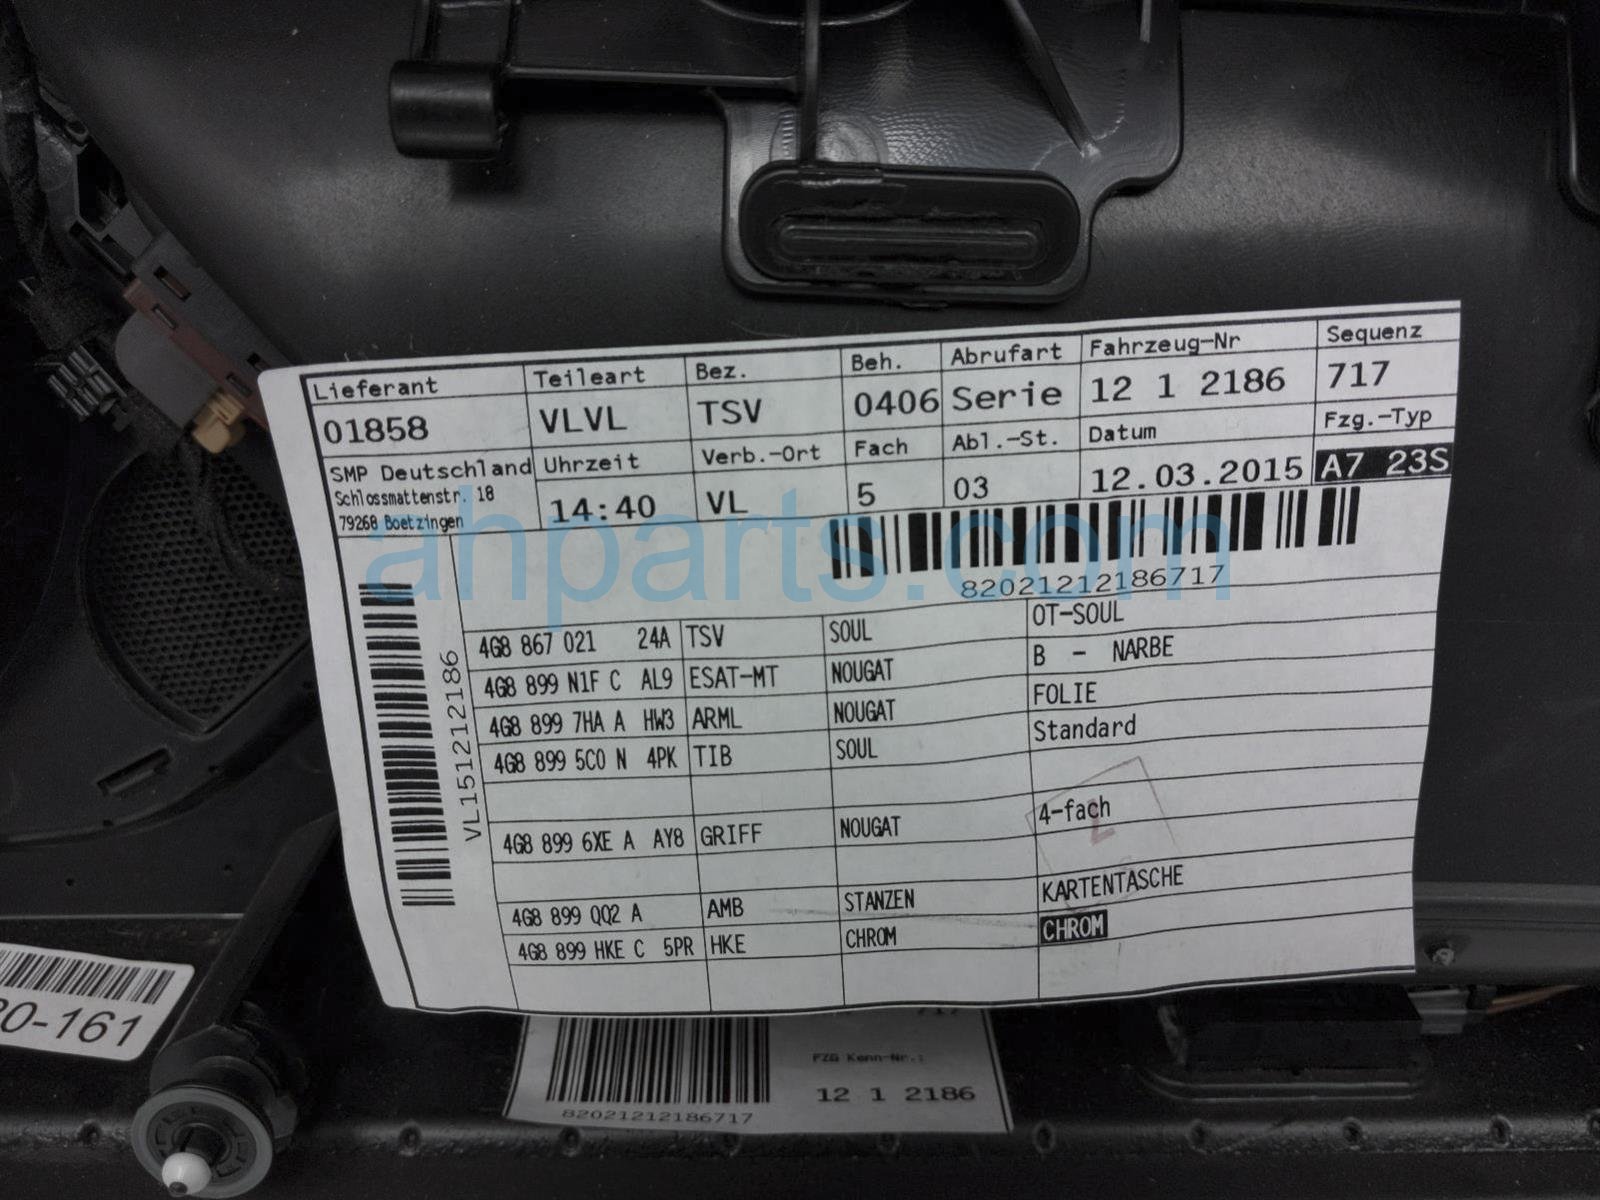 Lieferant Teileart Bez. Beh. Abrufart Fahrzeug-Nr Sequenz
01858 VLVL TSV 0406 Serie 12 1 2186 717
SMP Deutschland Uhrzeit Verb.-Ort Fach Abl.-St. Datum Fzg.-Typ
Schlossmattenstr. 18
79268 Boetzingen
14:40 VL 5 03 12.03.2015 A7 23S
82021212186717
VL15121212186
4G8 867 021 24A TSV SOUL OT-SOUL
4G8 899 N1F C AL9 ESAT-MT NOUGAT B - NARBE
4G8 899 7HA A HW3 ARML NOUGAT FOLIE
4G8 899 5C0 N 4PK TIB SOUL Standard
4G8 899 6XE A AY8 GRIFF NOUGAT 4-fach
4G8 899 QQ2 A AMB STANZEN KARTENTASCHE
4G8 899 HKE C 5PR HKE CHROM CHROM
ahparts.com
0-161
717
FZG Kenn-Nr.:
12 1 2186
82021212186717